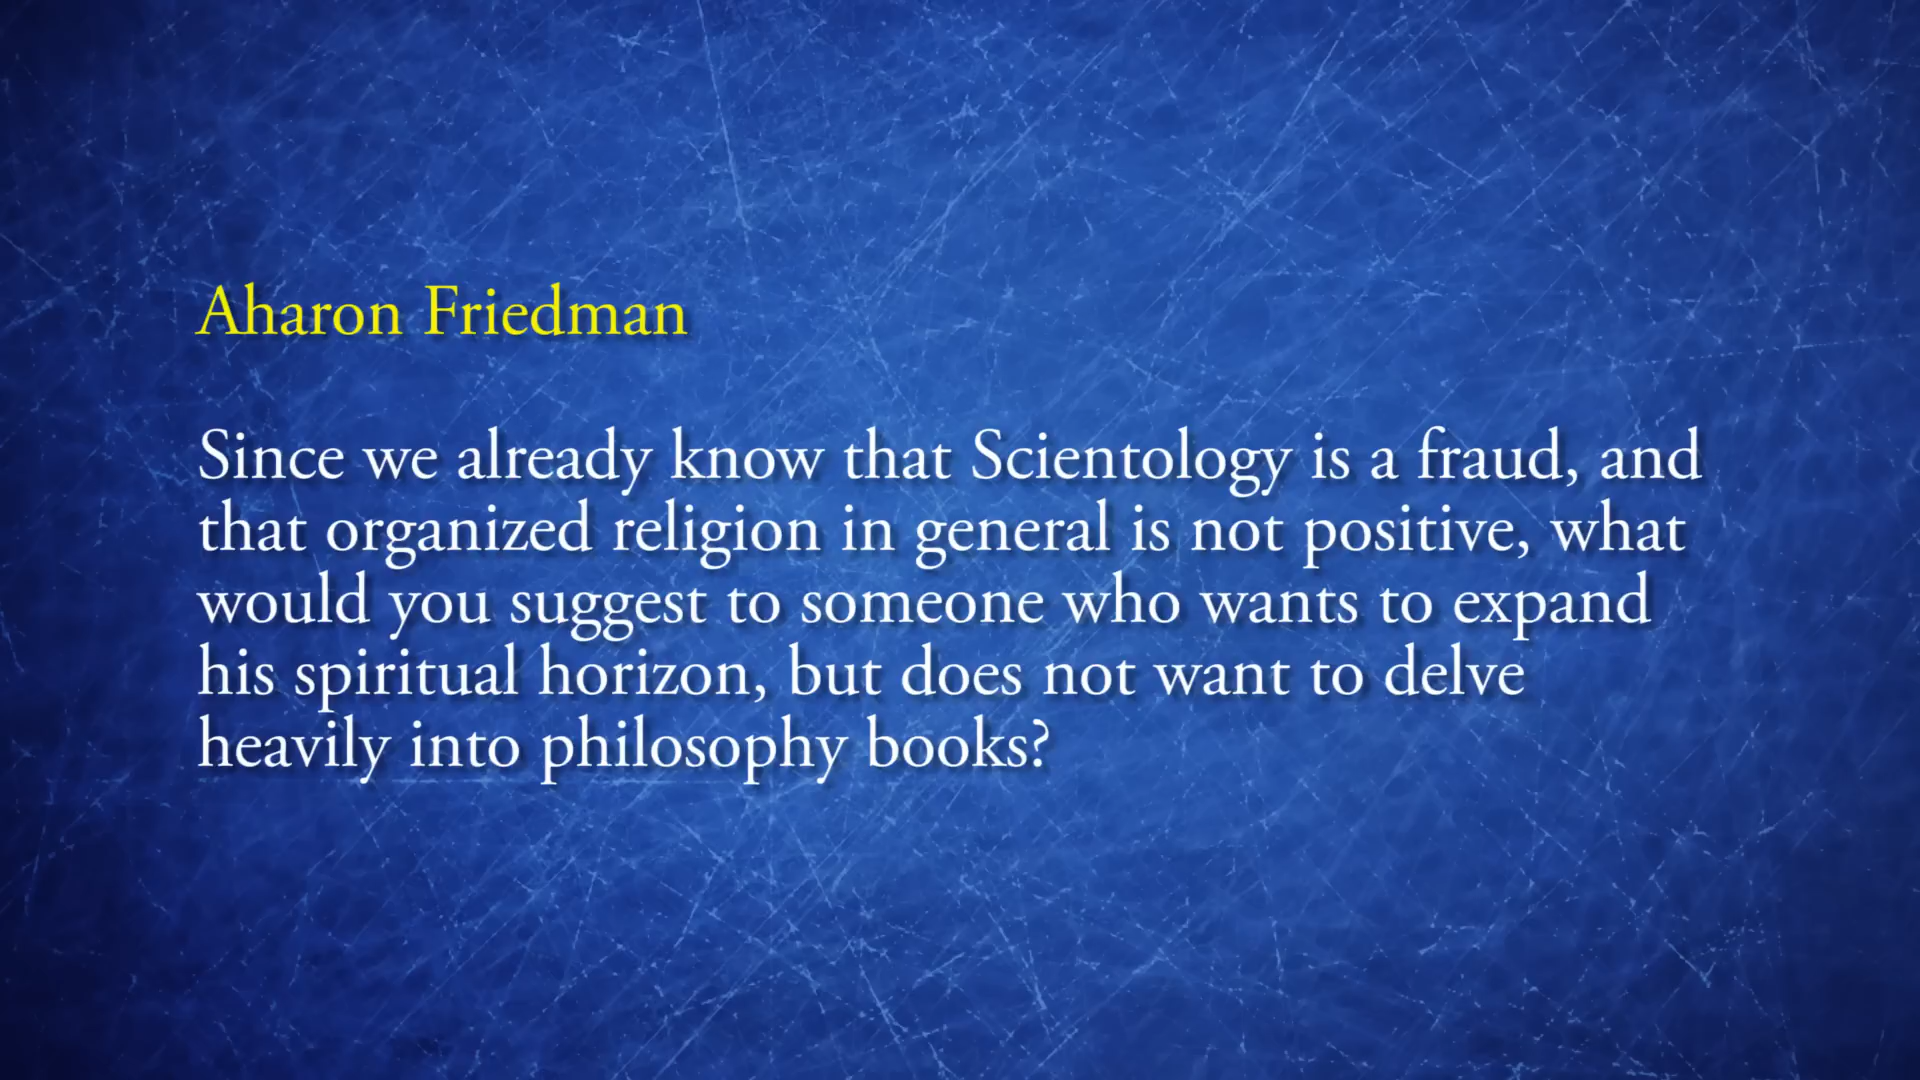 Aharon Friedman
Since we already know that Scientology is a fraud, and
that organized religion in general is not positive, what
would you suggest to someone who wants to expand
his spiritual horizon, but does not want to delve
heavily into philosophy books?